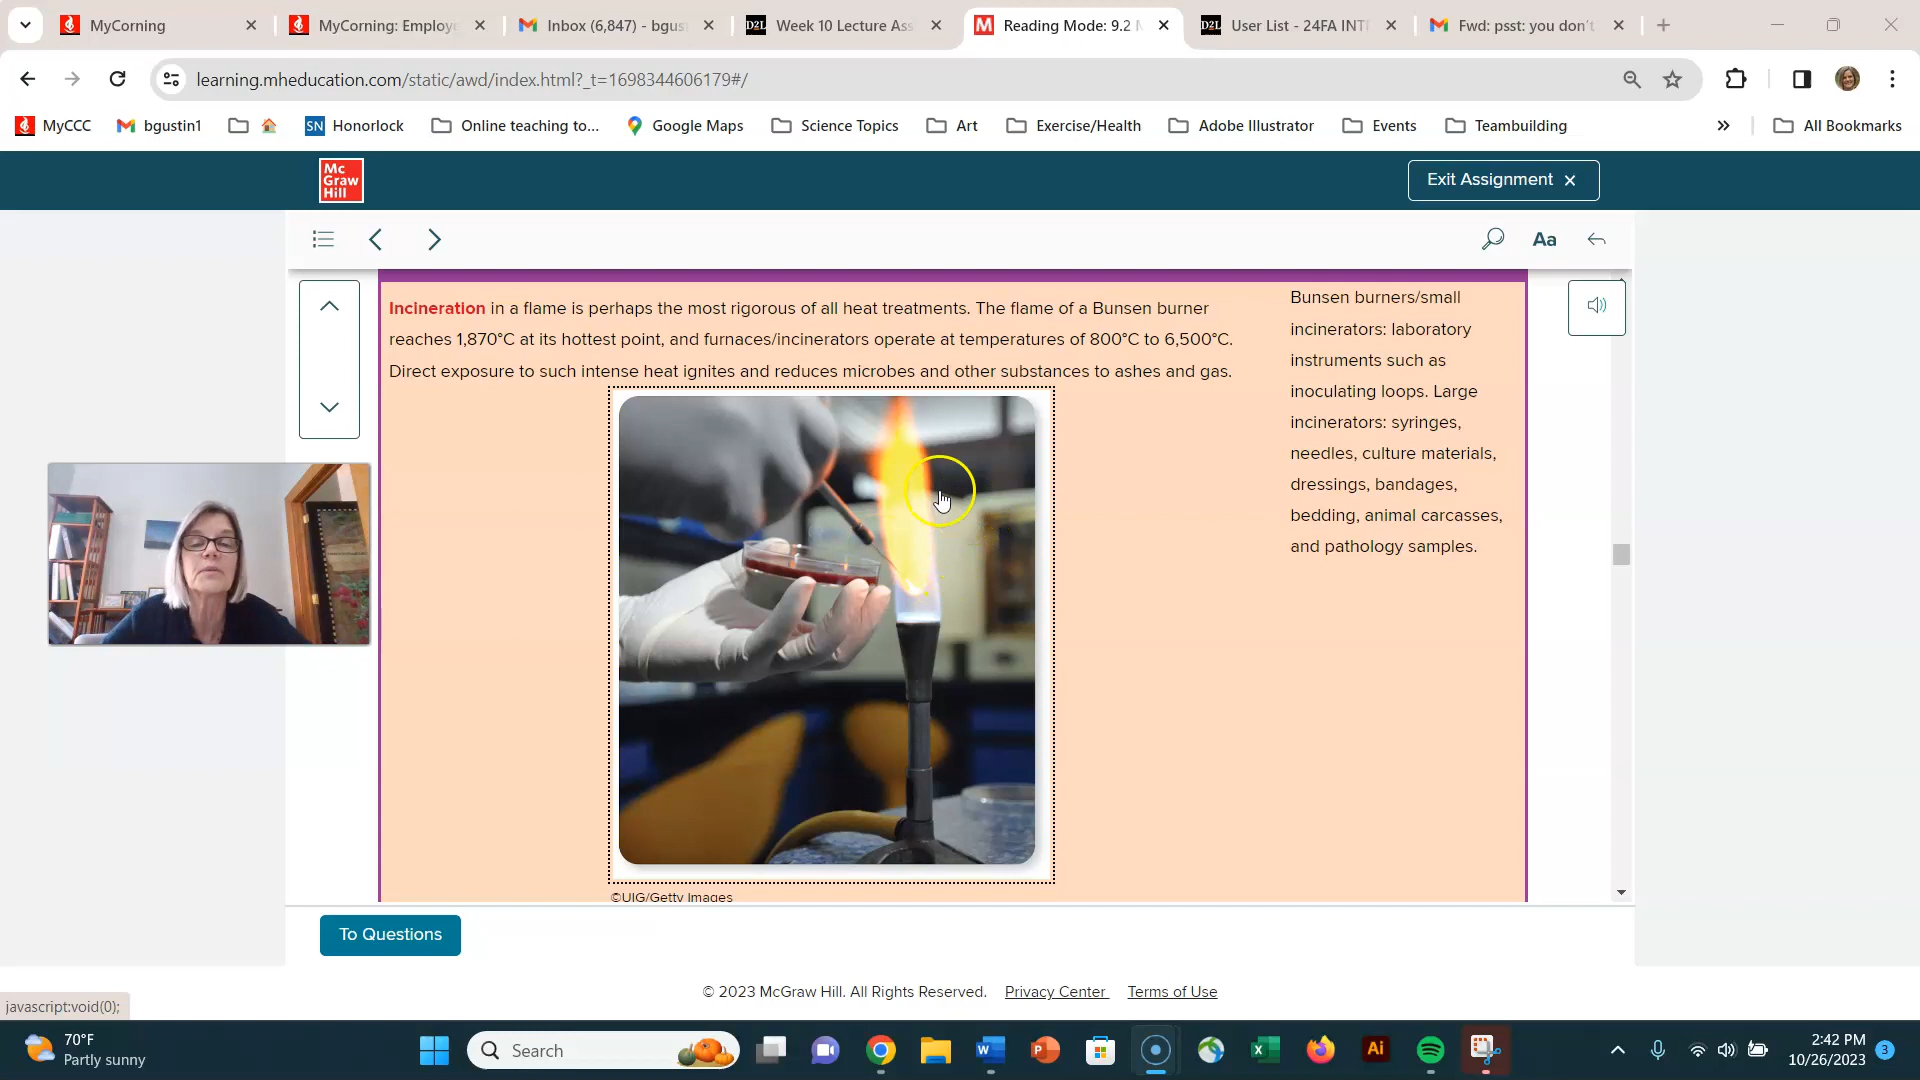 MyCorning
MyCorning: Employe
Inbox (6,847) - bgus
D2L Week 10 Lecture Ass
M Reading Mode: 9.2 M
D2L User List - 24FA INT
Fwd: psst: you don't
learning.mheducation.com/static/awd/index.html?_t=1698344606179#/
MyCCC
bgustin1
SN Honorlock
Online teaching to...
Google Maps
Science Topics
Art
Exercise/Health
Adobe Illustrator
Events
Teambuilding
All Bookmarks
Mc
Graw
Hill
Exit Assignment
Aa
Incineration in a flame is perhaps the most rigorous of all heat treatments. The flame of a Bunsen burner
reaches 1,870°C at its hottest point, and furnaces/incinerators operate at temperatures of 800°C to 6,500°C.
Direct exposure to such intense heat ignites and reduces microbes and other substances to ashes and gas.
©UIG/Getty Images
Bunsen burners/small
incinerators: laboratory
instruments such as
inoculating loops. Large
incinerators: syringes,
needles, culture materials,
dressings, bandages,
bedding, animal carcasses,
and pathology samples.
To Questions
© 2023 McGraw Hill. All Rights Reserved. Privacy Center Terms of Use
javascript:void(0);
70°F
Partly sunny
Search
Ai
2:42 PM
10/26/2023
3